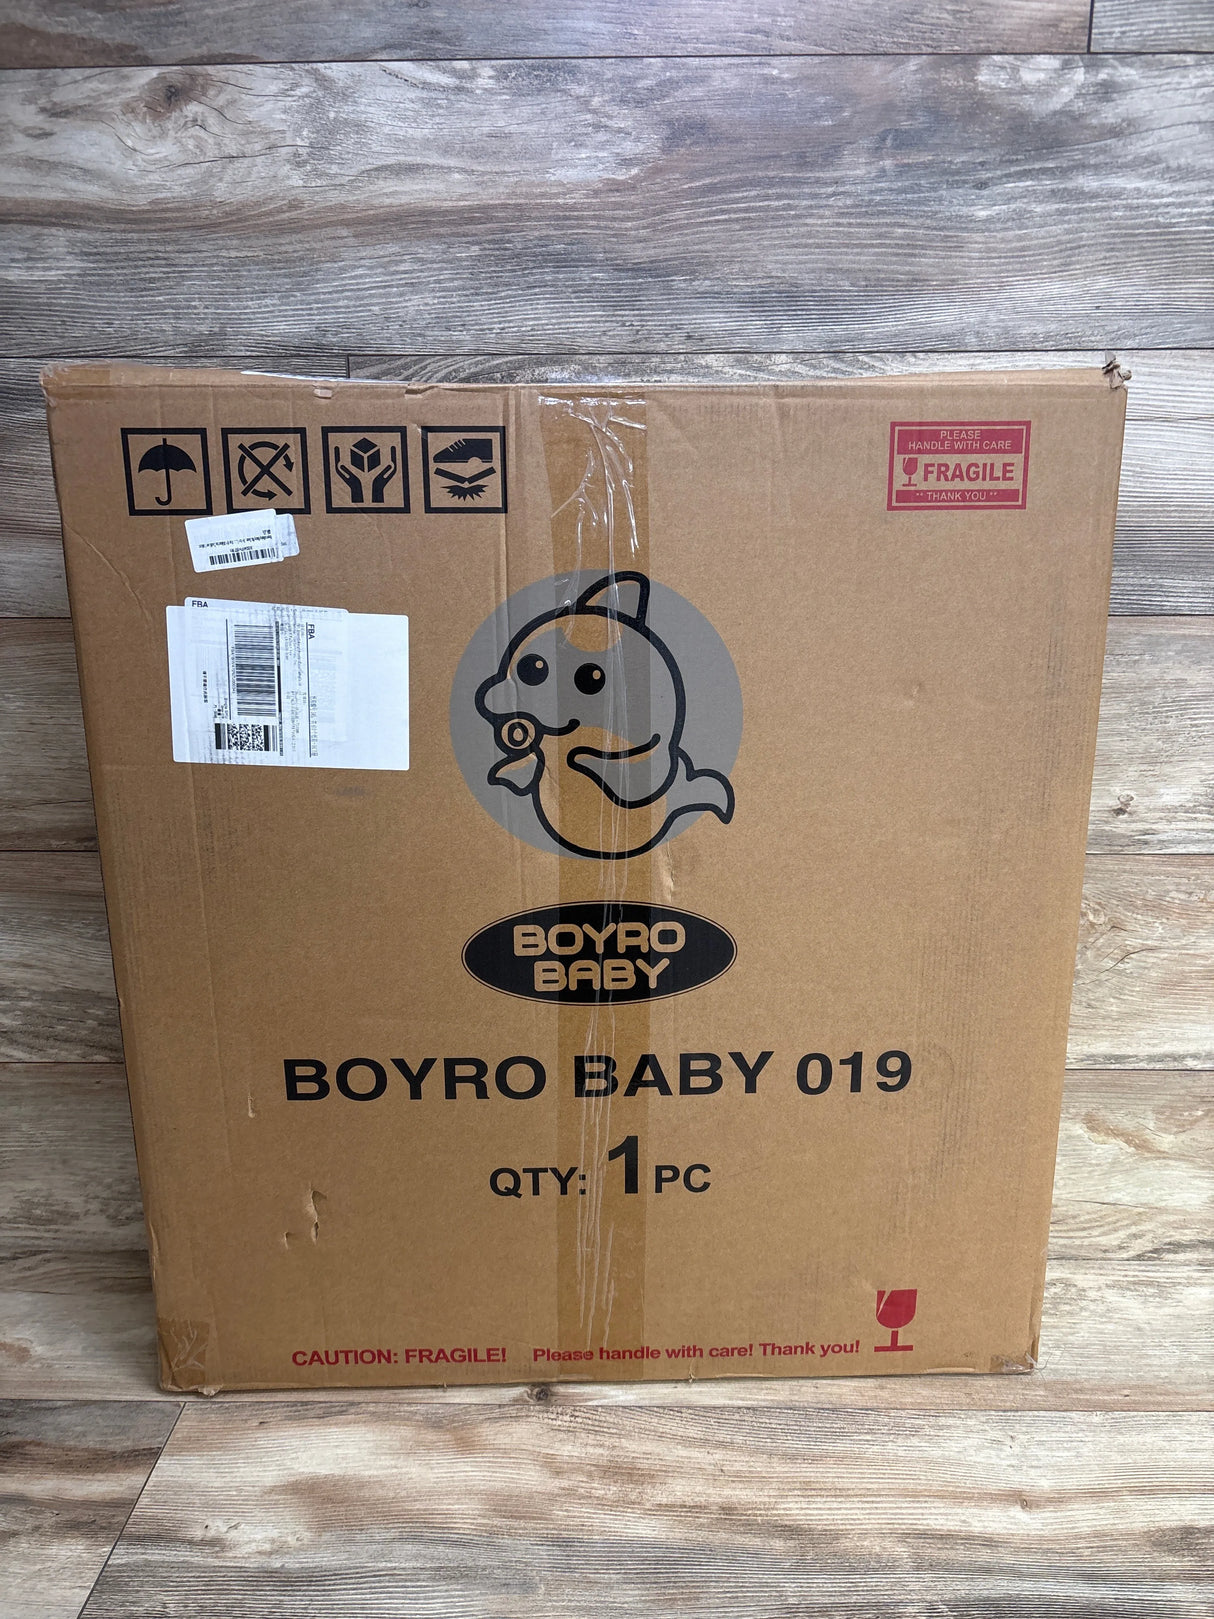 PLEASE
HANDLE WITH CARE
FRAGILE
" THANK YOU "
FBA
FBA
BOYRO
BABY
BOYRO BABY 019
QTY: 1 PC
CAUTION: FRAGILE! Please handle with care! Thank you!